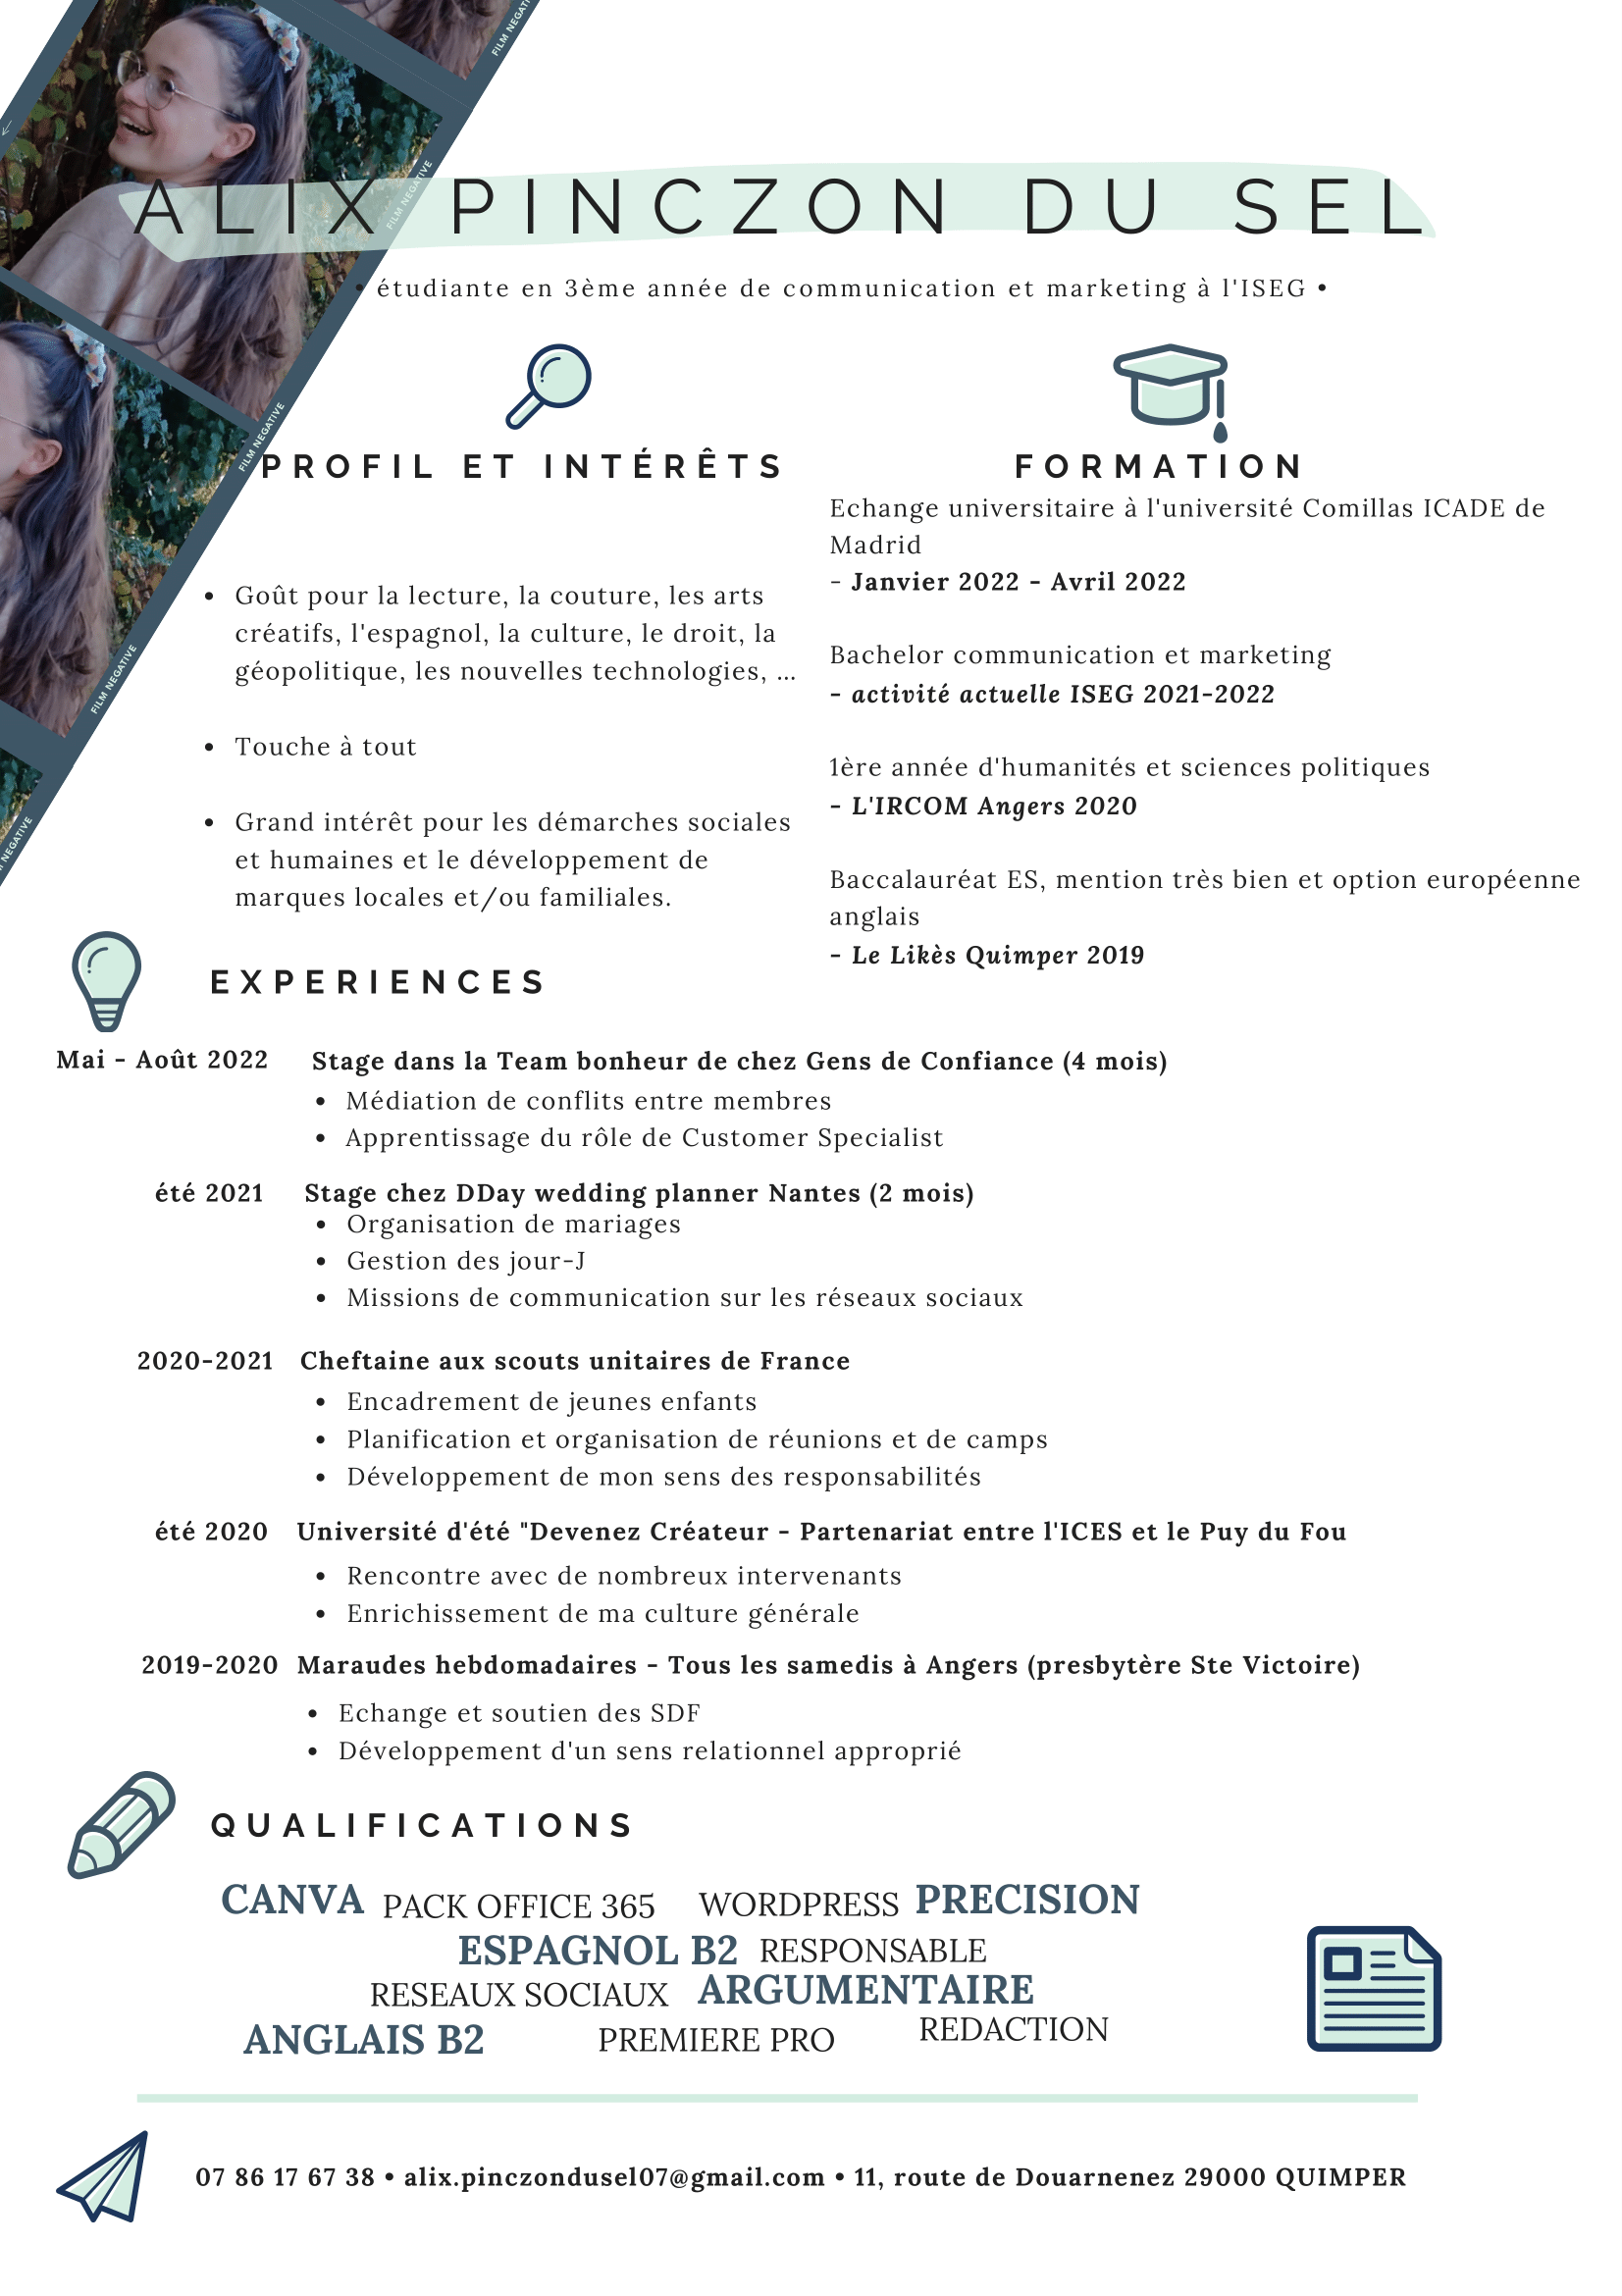 FILM NEGATIVE
FILM NEGATIVE
FILM NEGATIVE
FILM NEGATIVE
NEGATIVE
ALIX PINCZON DU SEL
• étudiante en 3ème année de communication et marketing à l'ISEG •
PROFIL ET INTÉRÊTS
• Goût pour la lecture, la couture, les arts
créatifs, l'espagnol, la culture, le droit, la
géopolitique, les nouvelles technologies, ...
• Touche à tout
• Grand intérêt pour les démarches sociales
et humaines et le développement de
marques locales et/ou familiales.
FORMATION
Echange universitaire à l'université Comillas ICADE de
Madrid
- Janvier 2022 - Avril 2022
Bachelor communication et marketing
- activité actuelle ISEG 2021-2022
1ère année d'humanités et sciences politiques
- L'IRCOM Angers 2020
Baccalauréat ES, mention très bien et option européenne
anglais
- Le Likès Quimper 2019
EXPERIENCES
Mai - Août 2022 Stage dans la Team bonheur de chez Gens de Confiance (4 mois)
• Médiation de conflits entre membres
• Apprentissage du rôle de Customer Specialist
été 2021 Stage chez DDay wedding planner Nantes (2 mois)
• Organisation de mariages
• Gestion des jour-J
• Missions de communication sur les réseaux sociaux
2020-2021 Cheftaine aux scouts unitaires de France
• Encadrement de jeunes enfants
• Planification et organisation de réunions et de camps
• Développement de mon sens des responsabilités
été 2020 Université d'été "Devenez Créateur - Partenariat entre l'ICES et le Puy du Fou
• Rencontre avec de nombreux intervenants
• Enrichissement de ma culture générale
2019-2020 Maraudes hebdomadaires - Tous les samedis à Angers (presbytère Ste Victoire)
• Echange et soutien des SDF
• Développement d'un sens relationnel approprié
QUALIFICATIONS
CANVA PACK OFFICE 365 WORDPRESS PRECISION
ESPAGNOL B2 RESPONSABLE
RESEAUX SOCIAUX ARGUMENTAIRE
ANGLAIS B2 PREMIERE PRO REDACTION
07 86 17 67 38 • alix.pinczondusel07@gmail.com • 11, route de Douarnenez 29000 QUIMPER